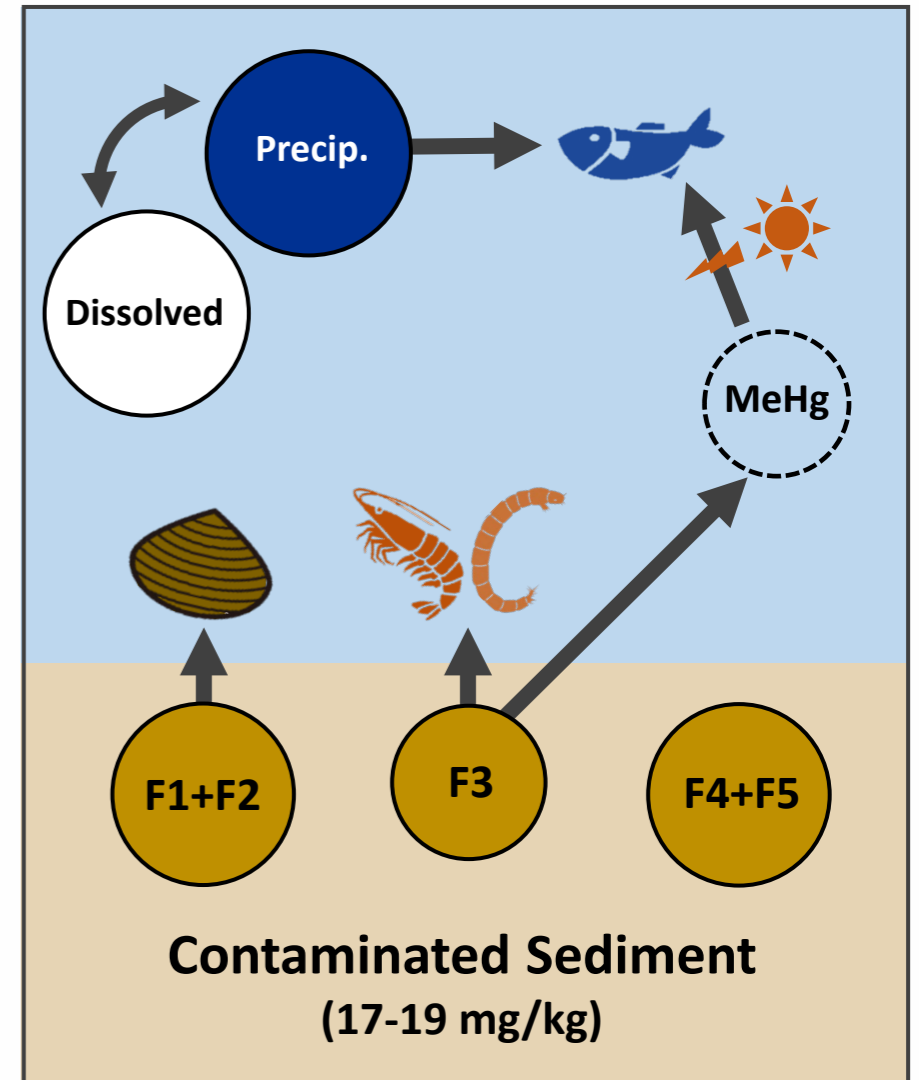 Precip.
Dissolved
MeHg
F1+F2
F3
F4+F5
Contaminated Sediment
(17-19 mg/kg)